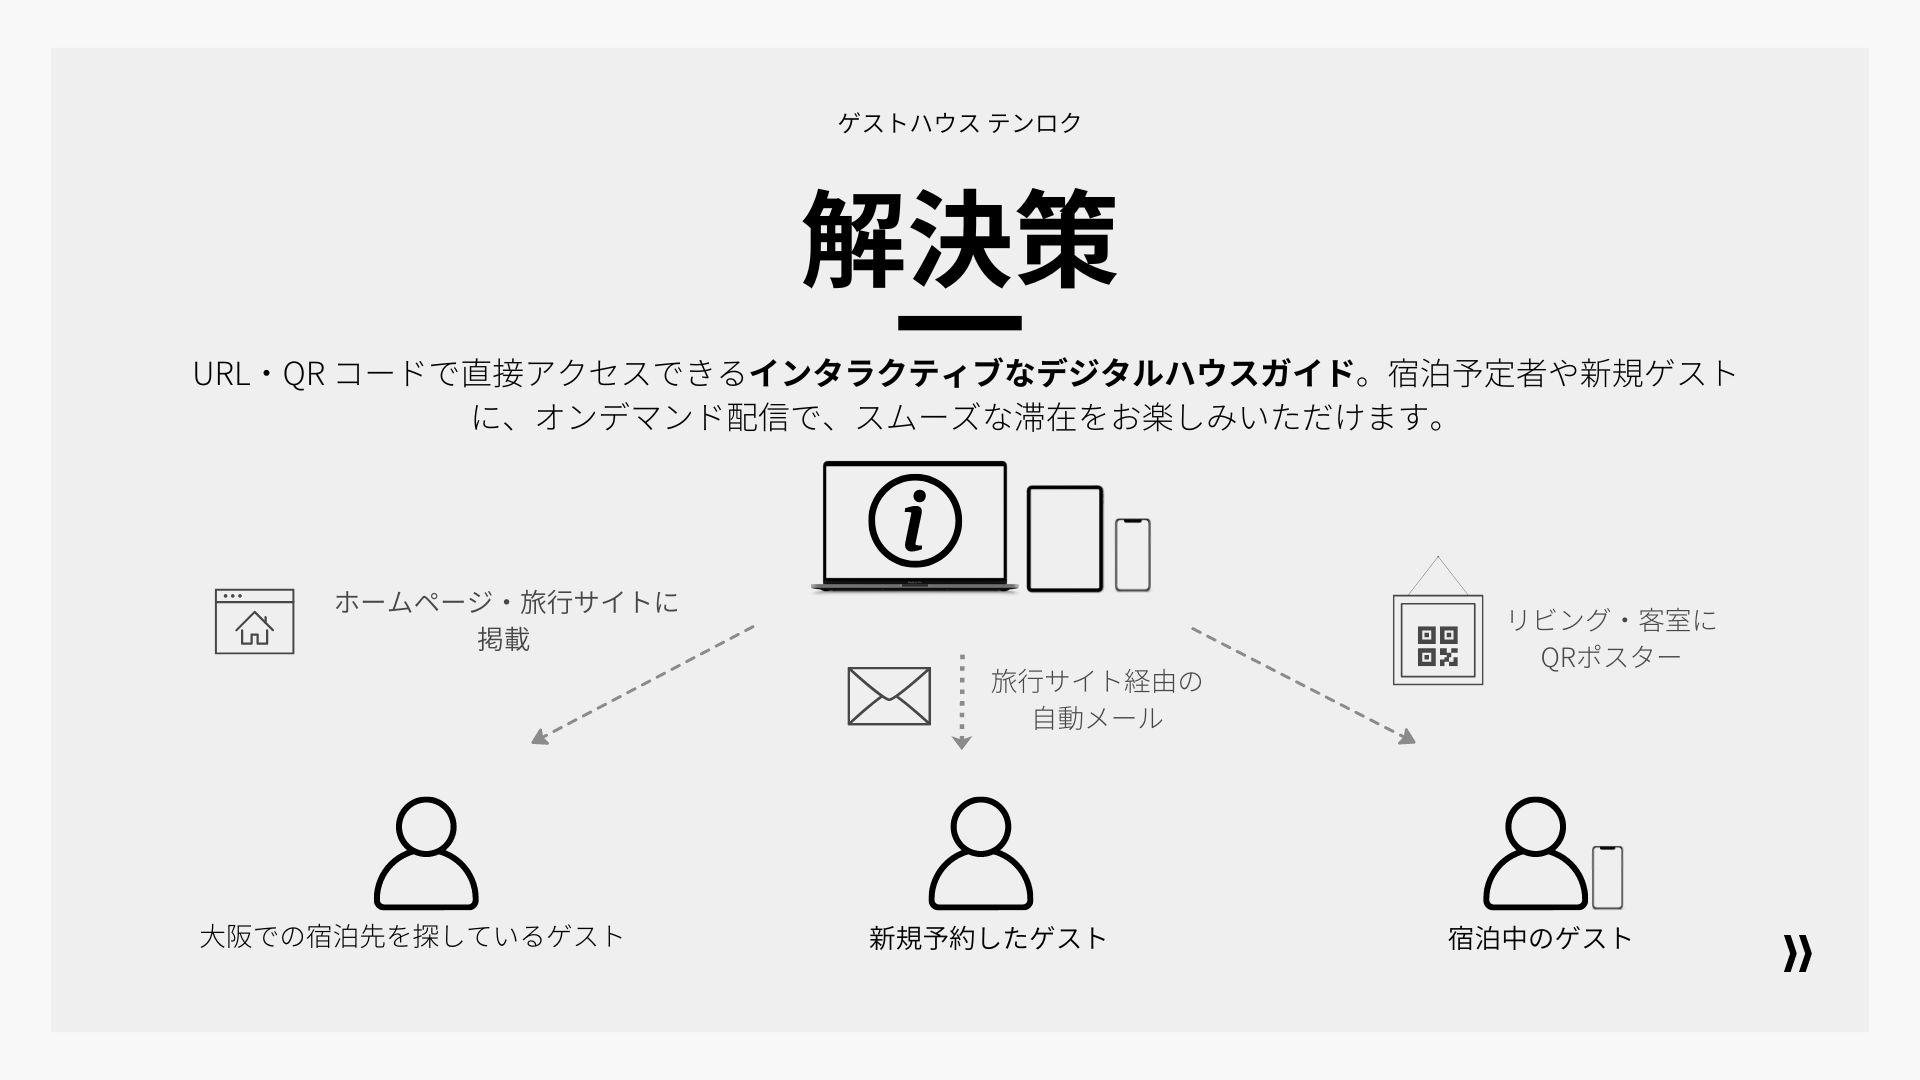 ゲストハウス テンロク
解決策
URL・QR コードで直接アクセスできるインタラクティブなデジタルハウスガイド。宿泊予定者や新規ゲスト
に、オンデマンド配信で、スムーズな滞在をお楽しみいただけます。
i
ホームページ・旅行サイトに
掲載
旅行サイト経由の
自動メール
リビング・客室に
QRポスター
大阪での宿泊先を探しているゲスト
新規予約したゲスト
宿泊中のゲスト